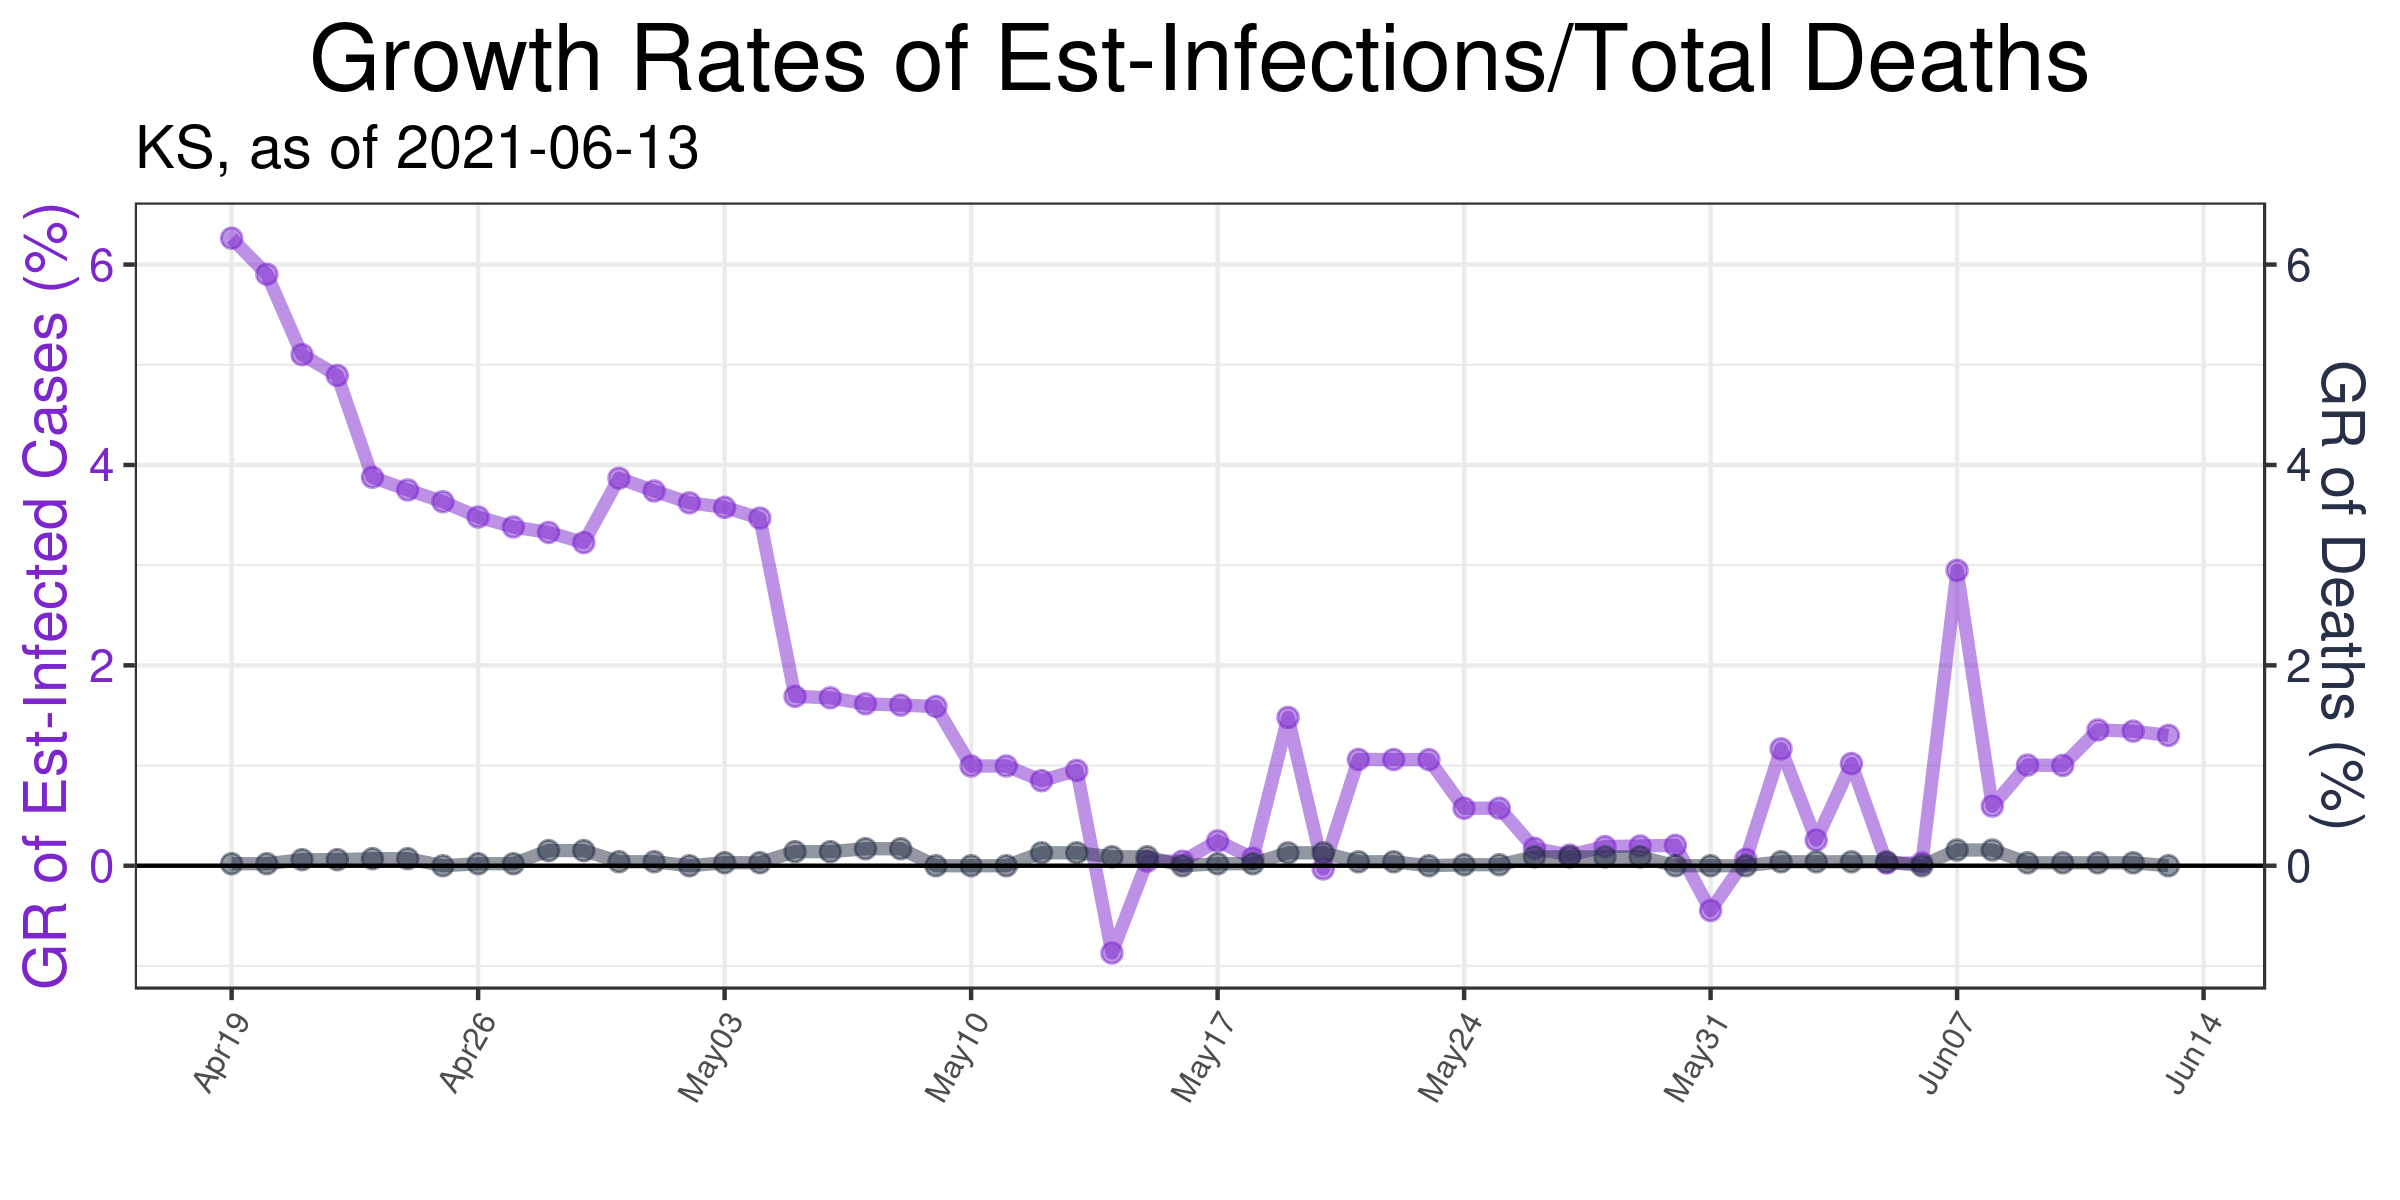 Growth Rates of Est-Infections/Total Deaths
KS, as of 2021-06-13
GR of Est-Infected Cases (%)
6
4
2
0
6
4
2
0
GR of Deaths (%)
Apr19
Apr26
May03
May10
May17
May24
May31
Jun07
Jun14